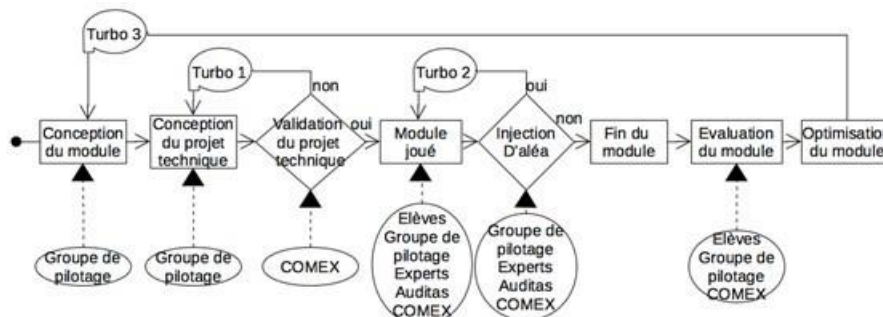 Turbo 3
Turbo 1
Turbo 2
non
oui
Conception
du module
Conception
du projet
technique
Validation
du projet
technique
oui
Module
joué
Injection
D'aléa
non
Fin du
module
Evaluation
du module
Optimisation
du module
Groupe de
pilotage
Groupe de
pilotage
COMEX
Elèves
Groupe de
pilotage
Experts
Auditas
COMEX
Groupe de
pilotage
Experts
Auditas
COMEX
Elèves
Groupe de
pilotage
COMEX